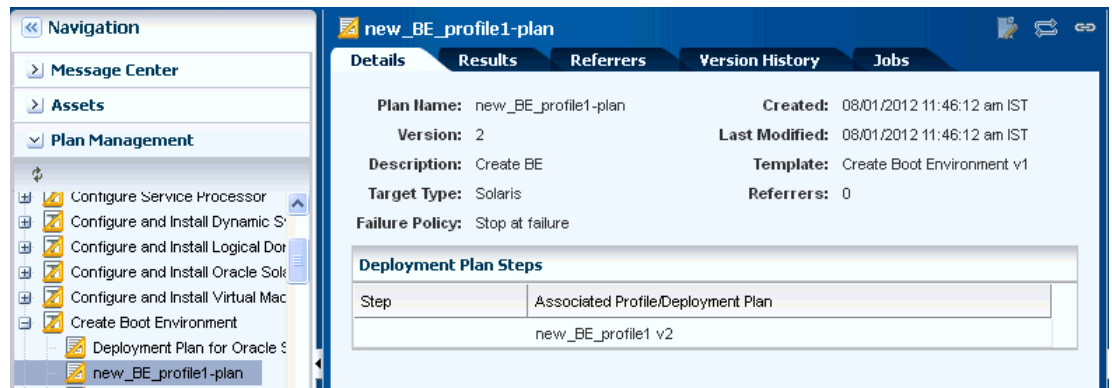 Navigation
Message Center
Assets
Plan Management
Configure Service Processor
Configure and Install Dynamic S
Configure and Install Logical Dor
Configure and Install Oracle Sola
Configure and Install Virtual Mac
Create Boot Environment
Deployment Plan for Oracle S
new_BE_profile1-plan
new_BE_profile1-plan
Details Results Referrers Version History Jobs
Plan Name: new_BE_profile1-plan Created: 08/01/2012 11:46:12 am IST
Version: 2 Last Modified: 08/01/2012 11:46:12 am IST
Description: Create BE Template: Create Boot Environment v1
Target Type: Solaris Referrers: 0
Failure Policy: Stop at failure
Deployment Plan Steps
Step Associated Profile/Deployment Plan
new_BE_profile1 v2